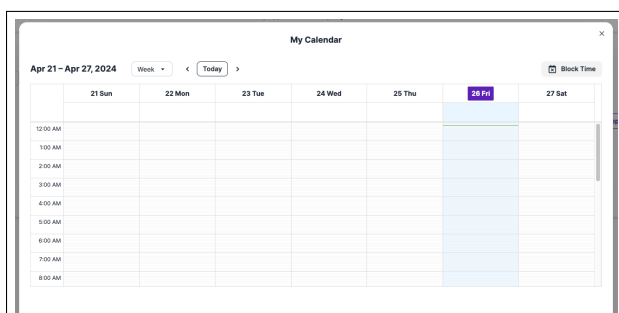 My Calendar
×
Apr 21 – Apr 27, 2024 Week Today Block Time
21 Sun 22 Mon 23 Tue 24 Wed 25 Thu 26 Fri 27 Sat
12:00 AM
1:00 AM
2:00 AM
3:00 AM
4:00 AM
5:00 AM
6:00 AM
7:00 AM
8:00 AM